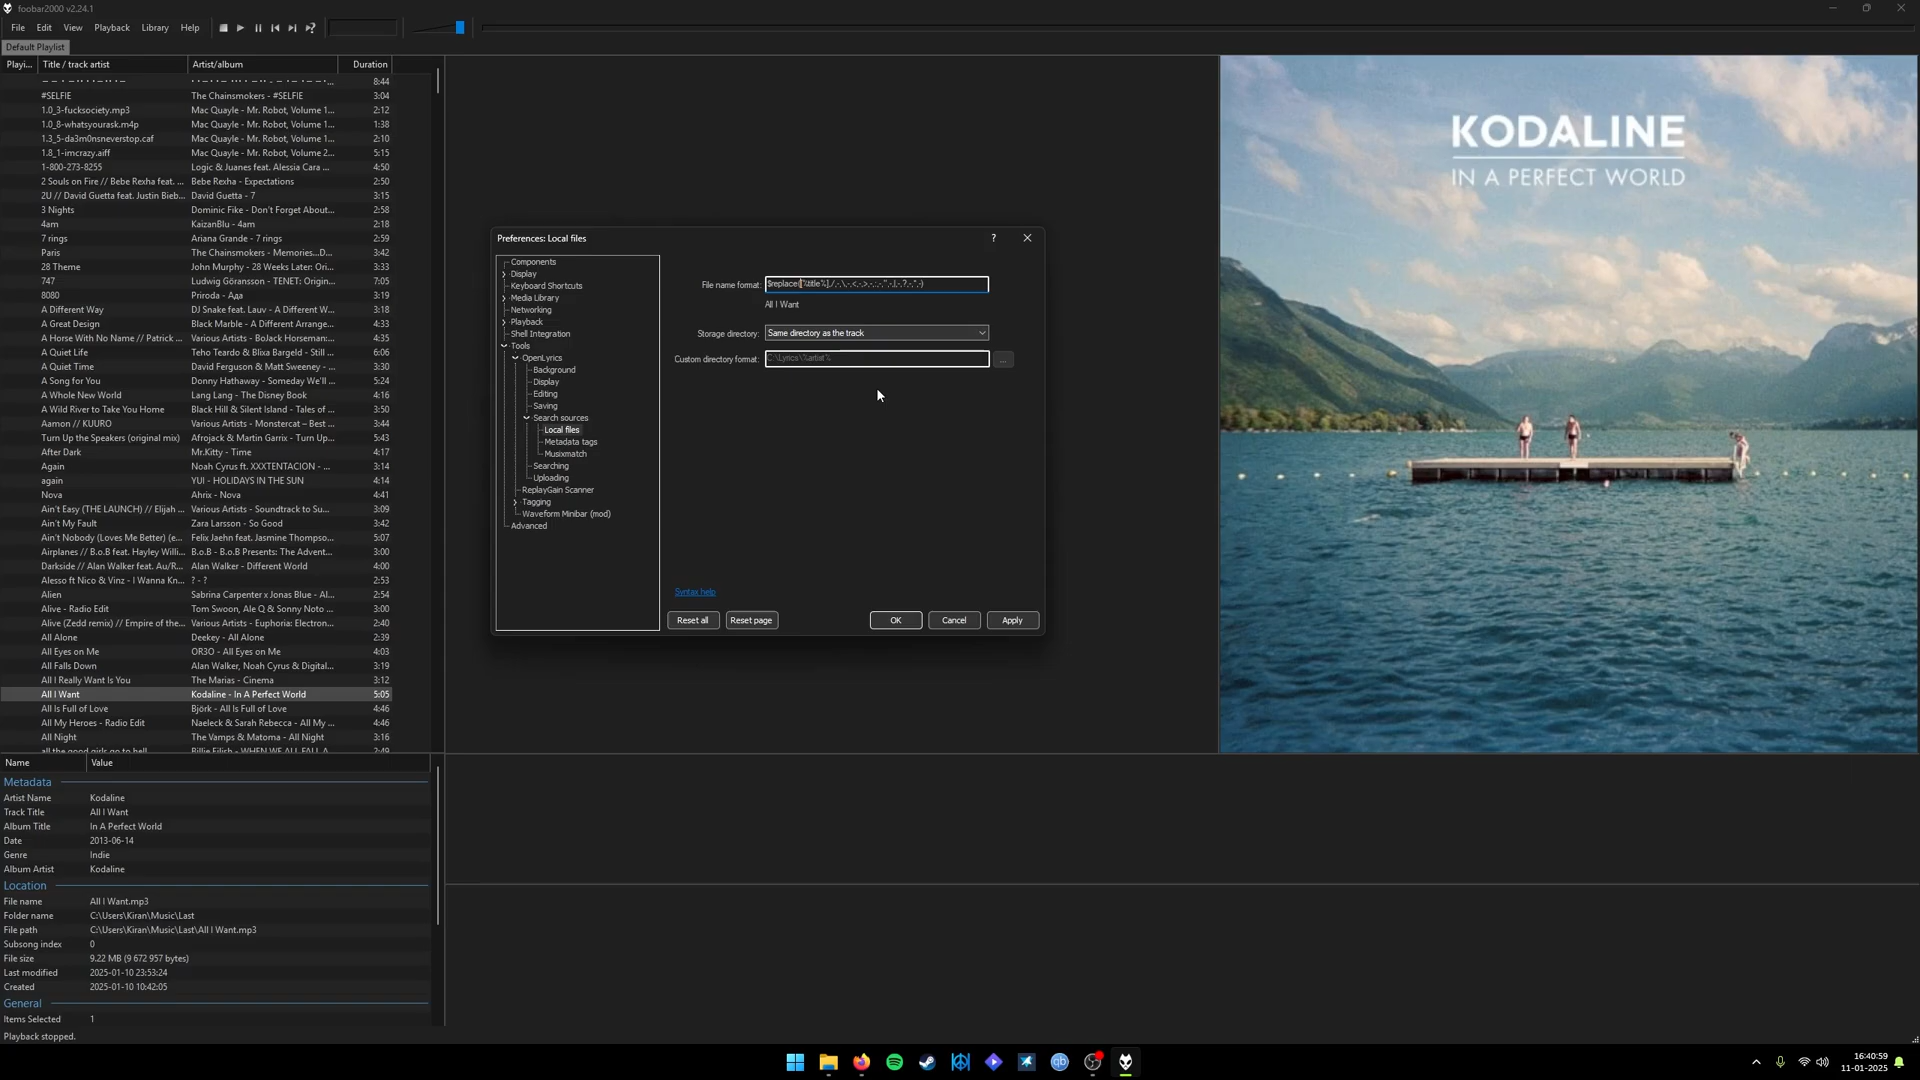 foobar2000 v2.24.1
File Edit View Playback Library Help
Default Playlist
Playi... Title / track artist Artist/album Duration
8:44
#SELFIE The Chainsmokers - #SELFIE 3:04
1.0_3-fucksociety.mp3 Mac Quayle - Mr. Robot, Volume 1... 2:12
1.0_8-whatsyourask.m4p Mac Quayle - Mr. Robot, Volume 1... 1:38
1.3_5-da3m0nsneverstop.caf Mac Quayle - Mr. Robot, Volume 1... 2:10
1.8_1-imcrazy.aiff Mac Quayle - Mr. Robot, Volume 2... 5:15
1-800-273-8255 Logic & Juanes feat. Alessia Cara ... 4:50
2 Souls on Fire // Bebe Rexha feat. ... Bebe Rexha - Expectations 2:50
2U // David Guetta feat. Justin Bieb... David Guetta - 7 3:15
3 Nights Dominic Fike - Don't Forget About... 2:58
4am KaizanBlu - 4am 2:18
7 rings Ariana Grande - 7 rings 2:59
Paris The Chainsmokers - Memories...D... 3:42
28 Theme John Murphy - 28 Weeks Later: Ori... 3:33
747 Ludwig Göransson - TENET: Origin... 7:05
8080 Priroda - Ада 3:19
A Different Way DJ Snake feat. Lauv - A Different W... 3:18
A Great Design Black Marble - A Different Arrange... 4:33
A Horse With No Name // Patrick ... Various Artists - BoJack Horseman:... 3:35
A Quiet Life Teho Teardo & Blixa Bargeld - Still ... 6:06
A Quiet Time David Ferguson & Matt Sweeney - ... 3:30
A Song for You Donny Hathaway - Someday We'll ... 5:24
A Whole New World Lang Lang - The Disney Book 4:16
A Wild River to Take You Home Black Hill & Silent Island - Tales of ... 3:50
Aamon // KUURO Various Artists - Monstercat – Best ... 3:44
Turn Up the Speakers (original mix) Afrojack & Martin Garrix - Turn Up... 5:43
After Dark Mr.Kitty - Time 4:17
Again Noah Cyrus ft. XXXTENTACION - ... 3:14
again YUI - HOLIDAYS IN THE SUN 4:14
Nova Ahrix - Nova 4:41
Ain't Easy (THE LAUNCH) // Elijah ... Various Artists - Soundtrack to Su... 3:09
Ain't My Fault Zara Larsson - So Good 3:42
Ain't Nobody (Loves Me Better) (e... Felix Jaehn feat. Jasmine Thompso... 5:07
Airplanes // B.o.B feat. Hayley Willi... B.o.B - B.o.B Presents: The Advent... 3:00
Darkside // Alan Walker feat. Au/R... Alan Walker - Different World 4:00
Alesso ft Nico & Vinz - I Wanna Kn... ? - ? 2:53
Alien Sabrina Carpenter x Jonas Blue - Al... 2:54
Alive - Radio Edit Tom Swoon, Ale Q & Sonny Noto ... 3:00
Alive (Zedd remix) // Empire of the... Various Artists - Euphoria: Electron... 2:40
All Alone Deekey - All Alone 2:39
All Eyes on Me OR3O - All Eyes on Me 4:03
All Falls Down Alan Walker, Noah Cyrus & Digital... 3:19
All I Really Want Is You The Marias - Cinema 3:12
All I Want Kodaline - In A Perfect World 5:05
All Is Full of Love Björk - All Is Full of Love 4:46
All My Heroes - Radio Edit Naeleck & Sarah Rebecca - All My ... 2:44
All Night The Vamps & Matoma - All Night 3:16
all the good girls go to hell Billie Eilish - WHEN WE ALL FALL A... 2:49
Name Value
Metadata
Artist Name Kodaline
Track Title All I Want
Album Title In A Perfect World
Date 2013-06-14
Genre Indie
Album Artist Kodaline
Location
File name All I Want.mp3
Folder name C:\Users\Kiran\Music\Last
File path C:\Users\Kiran\Music\Last\All I Want.mp3
Subsong index 0
File size 9.22 MB (9 672 957 bytes)
Last modified 2025-01-10 23:53:24
Created 2025-01-10 10:42:05
General
Items Selected 1
Playback stopped.
Preferences: Local files
Components
Display
Keyboard Shortcuts
Media Library
Networking
Playback
Shell Integration
Tools
OpenLyrics
Background
Display
Editing
Saving
Search sources
Local files
Metadata tags
Musixmatch
Searching
Uploading
ReplayGain Scanner
Tagging
Waveform Minibar (mod)
Advanced
File name format:
All I Want
Storage directory: Same directory as the track
Custom directory format: C:\Lyrics\%artist% ...
Syntax help
Reset all Reset page OK Cancel Apply
KODALINE
IN A PERFECT WORLD
16:40:59
11-01-2025